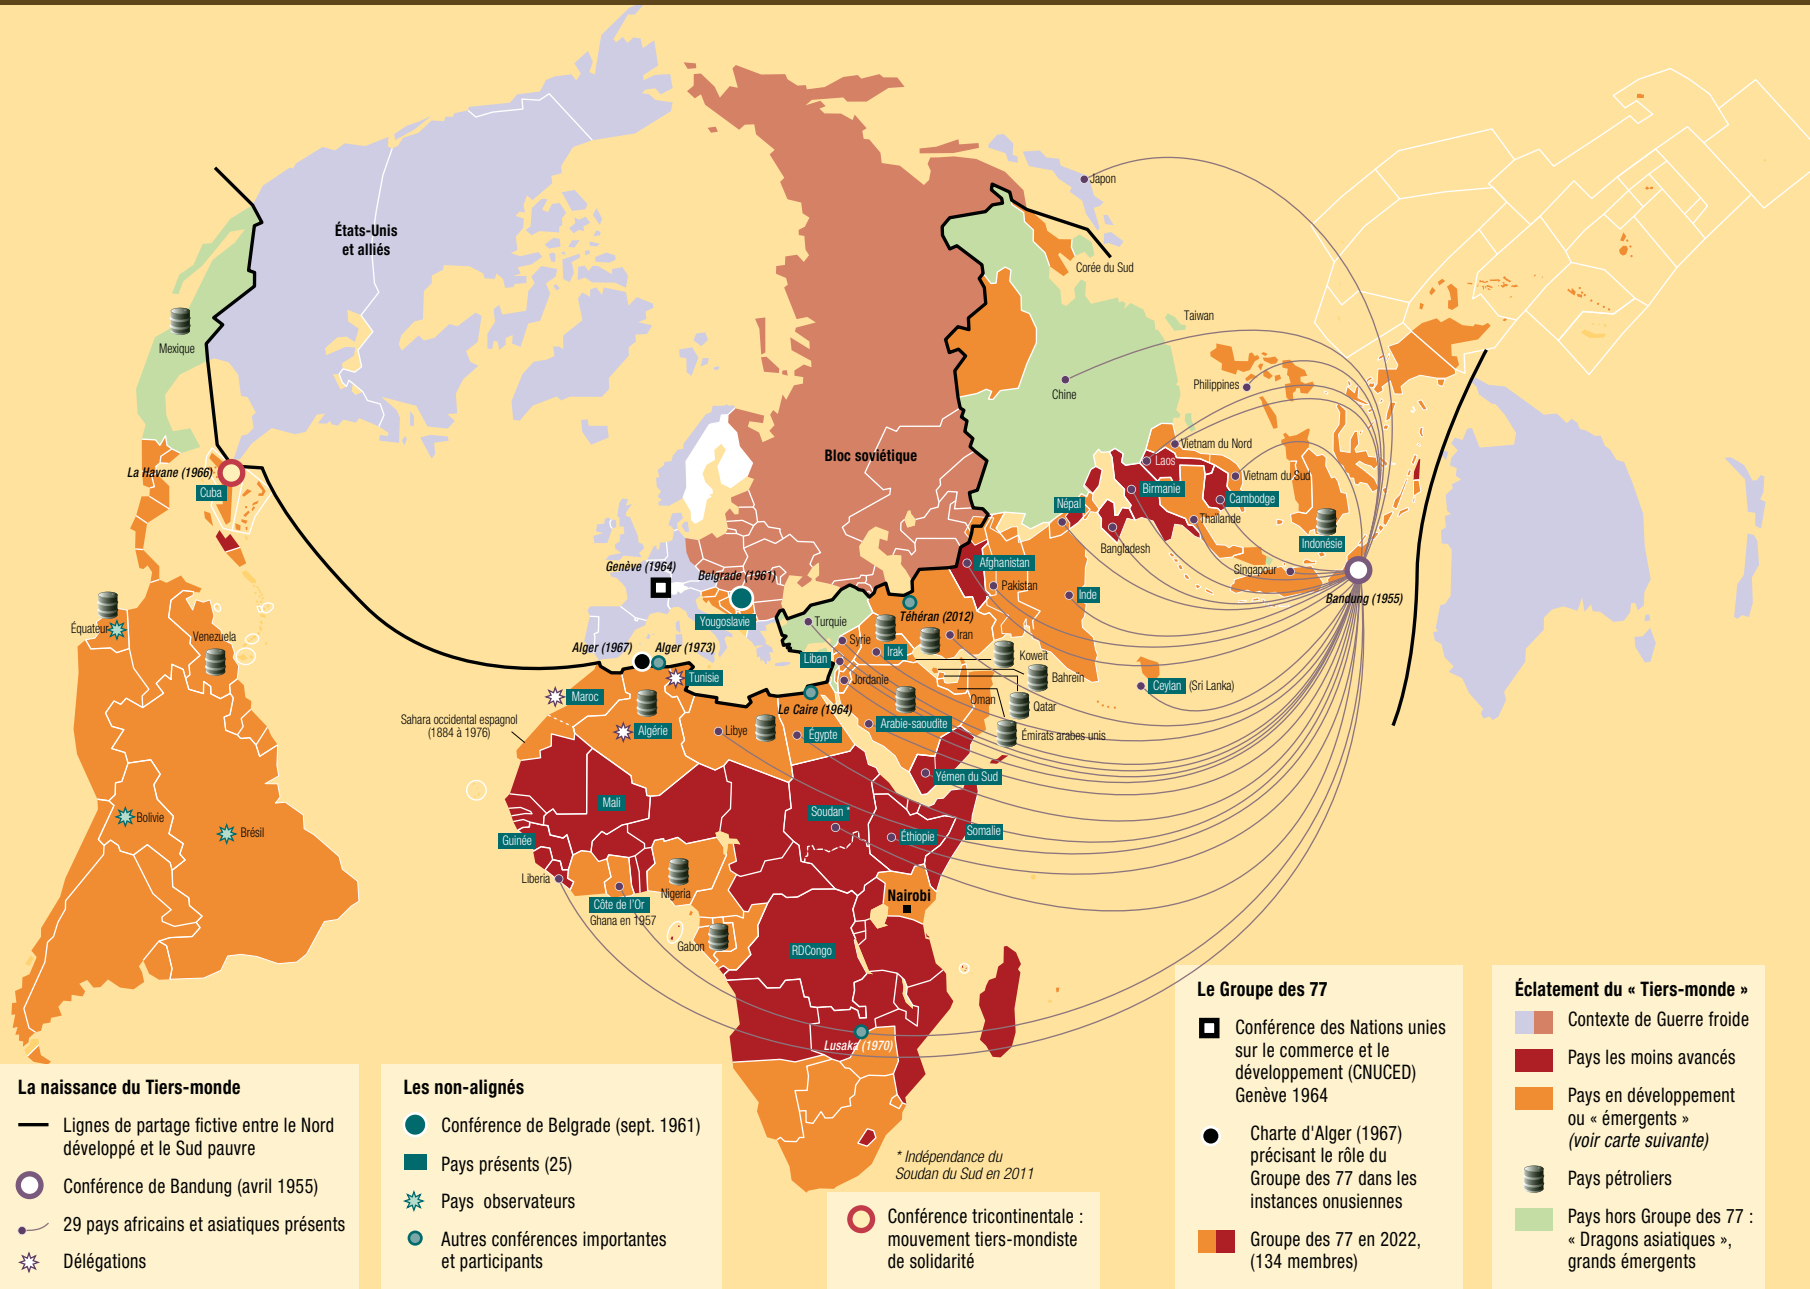 Japon
États-Unis
et alliés
Corée du Sud
Taiwan
Mexique
Chine
Philippines
Bloc soviétique
Vietnam du Nord
Laos
Vietnam du Sud
La Havane (1966)
Cuba
Birmanie
Cambodge
Népal
Thaïlande
Bangladesh
Indonésie
Genève (1964)
Belgrade (1961)
Afghanistan
Singapour
Pakistan
Inde
Bandung (1955)
Équateur
Venezuela
Yougoslavie
Téhéran (2012)
Turquie
Syrie
Iran
Alger (1967)
Alger (1973)
Liban
Irak
Koweït
Tunisie
Jordanie
Bahreïn
Ceylan (Sri Lanka)
Maroc
Oman
Qatar
Le Caire (1964)
Sahara occidental espagnol
(1884 à 1976)
Algérie
Libye
Égypte
Arabie-saoudite
Émirats arabes unis
Yémen du Sud
Mali
Soudan *
Bolivie
Brésil
Guinée
Éthiopie
Somalie
Liberia
Nigeria
Nairobi
Côte de l'Or
Ghana en 1957
Gabon
RDCongo
Lusaka (1970)
* Indépendance du
Soudan du Sud en 2011
La naissance du Tiers-monde
Lignes de partage fictive entre le Nord
développé et le Sud pauvre
Conférence de Bandung (avril 1955)
29 pays africains et asiatiques présents
Délégations
Les non-alignés
Conférence de Belgrade (sept. 1961)
Pays présents (25)
Pays observateurs
Autres conférences importantes
et participants
Conférence tricontinentale :
mouvement tiers-mondiste
de solidarité
Le Groupe des 77
Conférence des Nations unies
sur le commerce et le
développement (CNUCED)
Genève 1964
Charte d'Alger (1967)
précisant le rôle du
Groupe des 77 dans les
instances onusiennes
Groupe des 77 en 2022,
(134 membres)
Éclatement du « Tiers-monde »
Contexte de Guerre froide
Pays les moins avancés
Pays en développement
ou « émergents »
(voir carte suivante)
Pays pétroliers
Pays hors Groupe des 77 :
« Dragons asiatiques »,
grands émergents